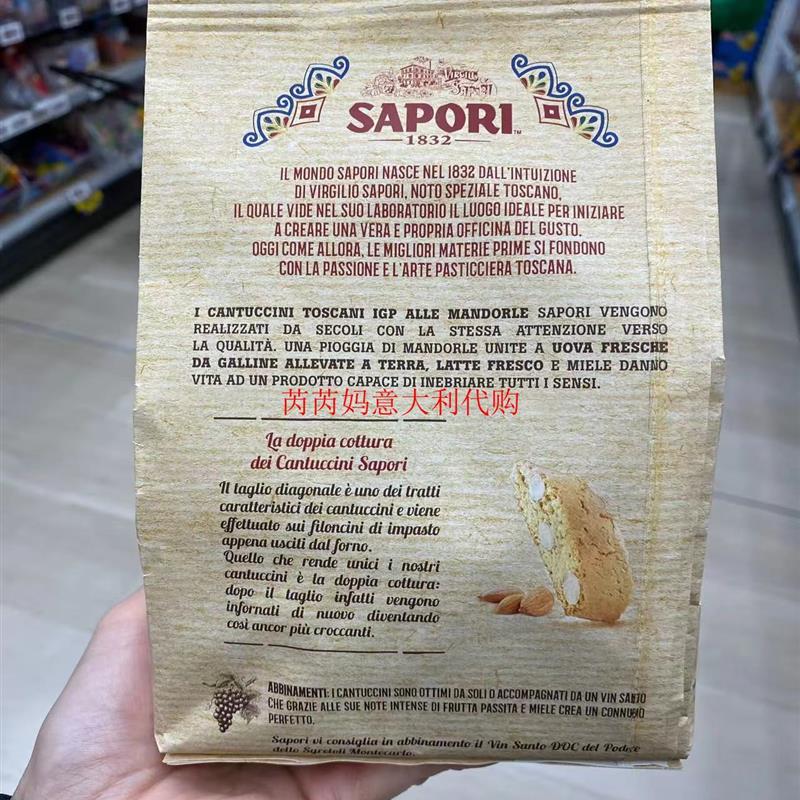 Virgilio Sapori
SAPORI™
1832
IL MONDO SAPORI NASCE NEL 1832 DALL'INTUIZIONE
DI VIRGILIO SAPORI, NOTO SPEZIALE TOSCANO,
IL QUALE VIDE NEL SUO LABORATORIO IL LUOGO IDEALE PER INIZIARE
A CREARE UNA VERA E PROPRIA OFFICINA DEL GUSTO.
OGGI COME ALLORA, LE MIGLIORI MATERIE PRIME SI FONDONO
CON LA PASSIONE E L'ARTE PASTICCIERA TOSCANA.
I CANTUCCINI TOSCANI IGP ALLE MANDORLE SAPORI VENGONO
REALIZZATI DA SECOLI CON LA STESSA ATTENZIONE VERSO
LA QUALITÀ. UNA PIOGGIA DI MANDORLE UNITE A UOVA FRESCHE
DA GALLINE ALLEVATE A TERRA, LATTE FRESCO E MIELE DANNO
VITA AD UN PRODOTTO CAPACE DI INEBRIARE TUTTI I SENSI.
芮芮妈意大利代购
La doppia cottura
dei Cantuccini Sapori
Il taglio diagonale è uno dei tratti
caratteristici dei cantuccini e viene
effettuato sui filoncini di impasto
appena usciti dal forno.
Quello che rende unici i nostri
cantuccini è la doppia cottura:
dopo il taglio infatti vengono
infornati di nuovo diventando
così ancor più croccanti.
ABBINAMENTI: I CANTUCCINI SONO OTTIMI DA SOLI O ACCOMPAGNATI DA UN VIN SANTO
CHE GRAZIE ALLE SUE NOTE INTENSE DI FRUTTA PASSITA E MIELE CREA UN CONNUBIO
PERFETTO.
Sapori vi consiglia in abbinamento il Vin Santo DOC del Podere
dello Sgretoli Montecarlo.